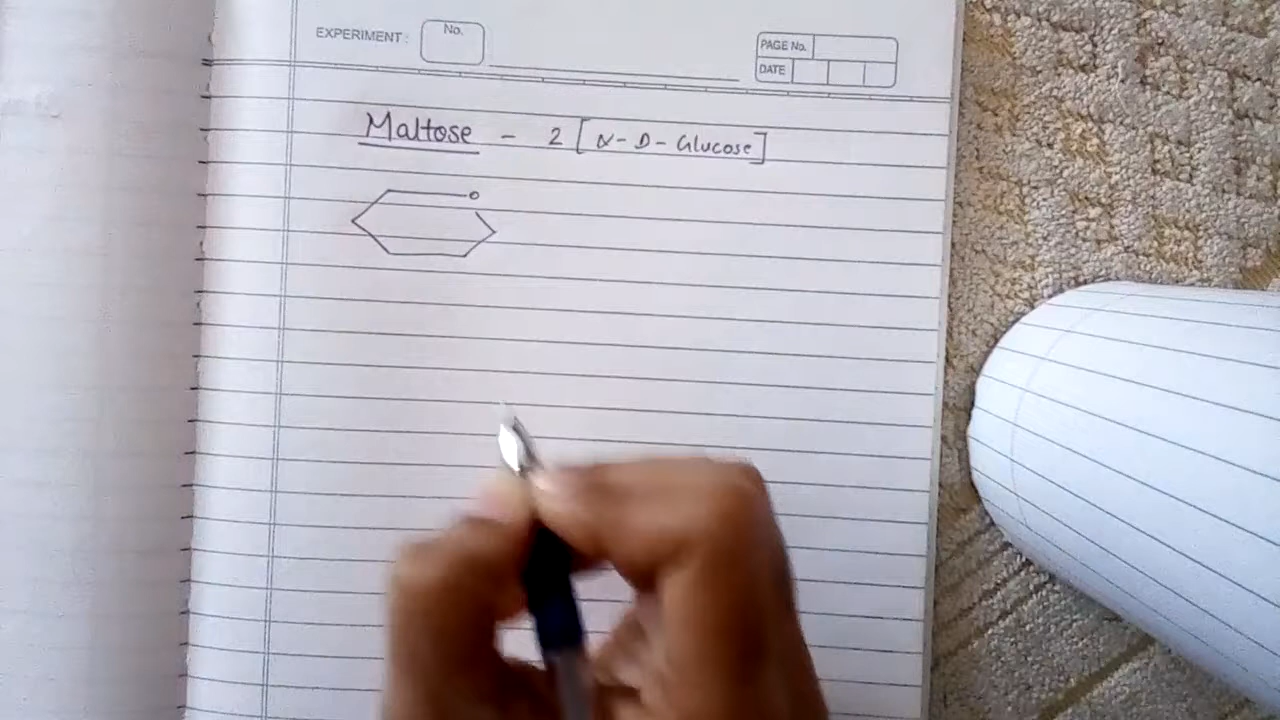 EXPERIMENT :
No.
PAGE No.
DATE
Maltose - 2 [α-D-Glucose]
O